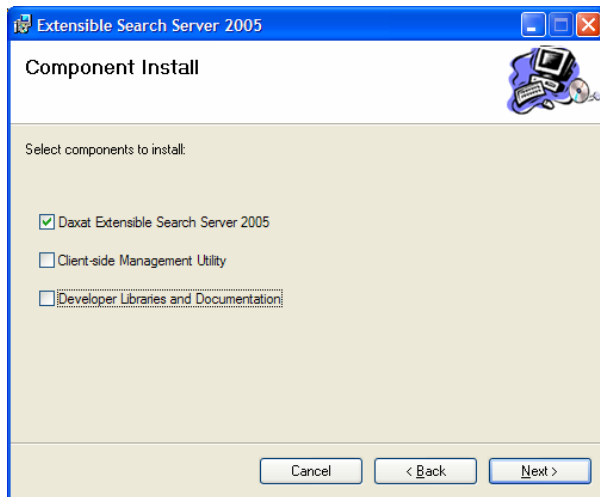 Extensible Search Server 2005
Component Install
Select components to install:
Daxat Extensible Search Server 2005
Client-side Management Utility
Developer Libraries and Documentation
Cancel
< Back
Next >